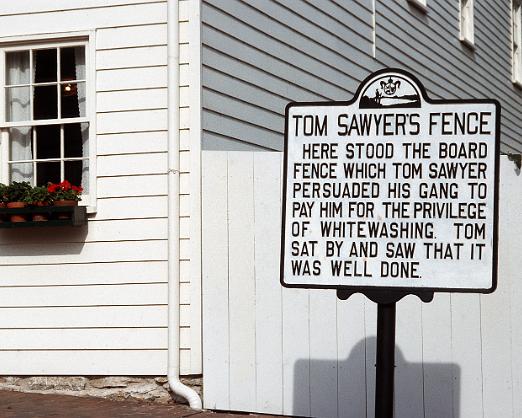 TOM SAWYER'S FENCE
HERE STOOD THE BOARD
FENCE WHICH TOM SAWYER
PERSUADED HIS GANG TO
PAY HIM FOR THE PRIVILEGE
OF WHITEWASHING. TOM
SAT BY AND SAW THAT IT
WAS WELL DONE.